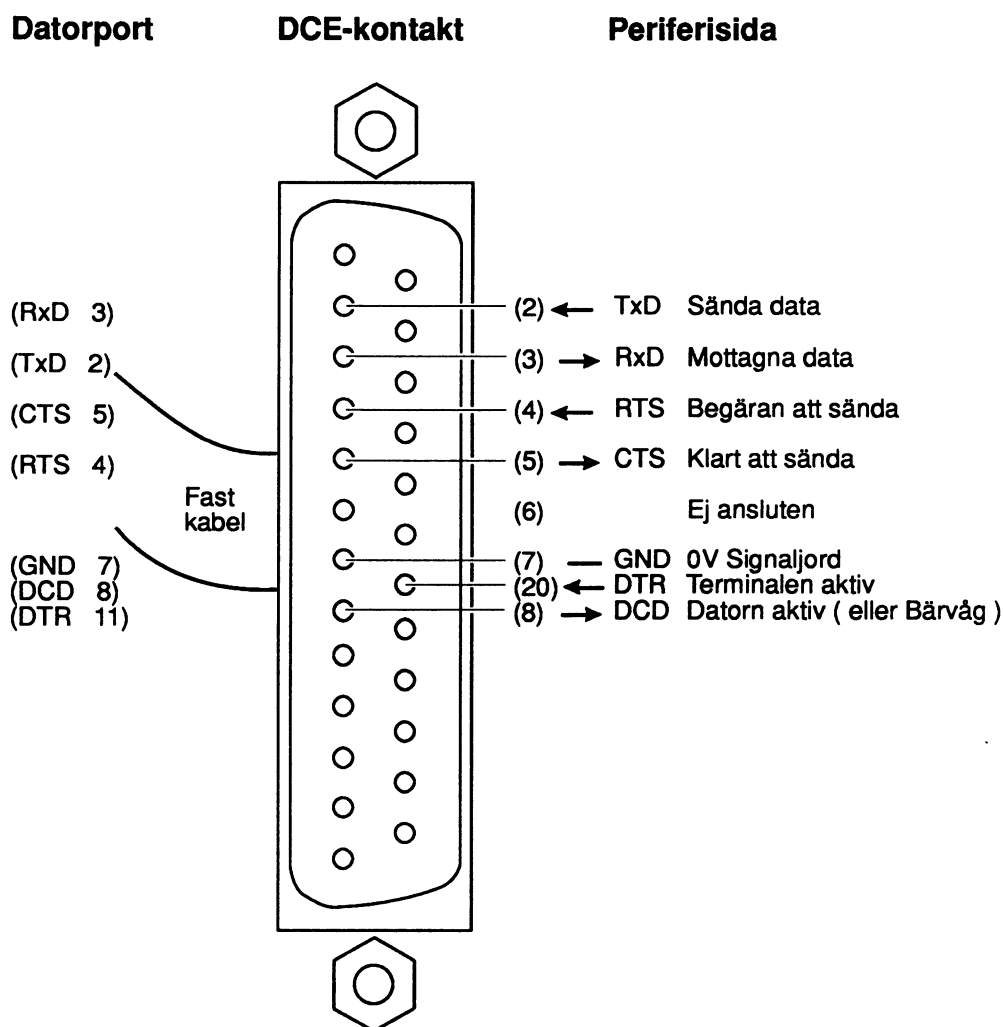 Datorport DCE-kontakt Periferisida
(RxD 3) (2) TxD Sända data
(TxD 2) (3) RxD Mottagna data
(CTS 5) (4) RTS Begäran att sända
(RTS 4) (5) CTS Klart att sända
Fast
kabel
(6) Ej ansluten
(GND 7) (7) GND 0V Signaljord
(DCD 8) (20) DTR Terminalen aktiv
(DTR 11) (8) DCD Datorn aktiv ( eller Bärvåg )